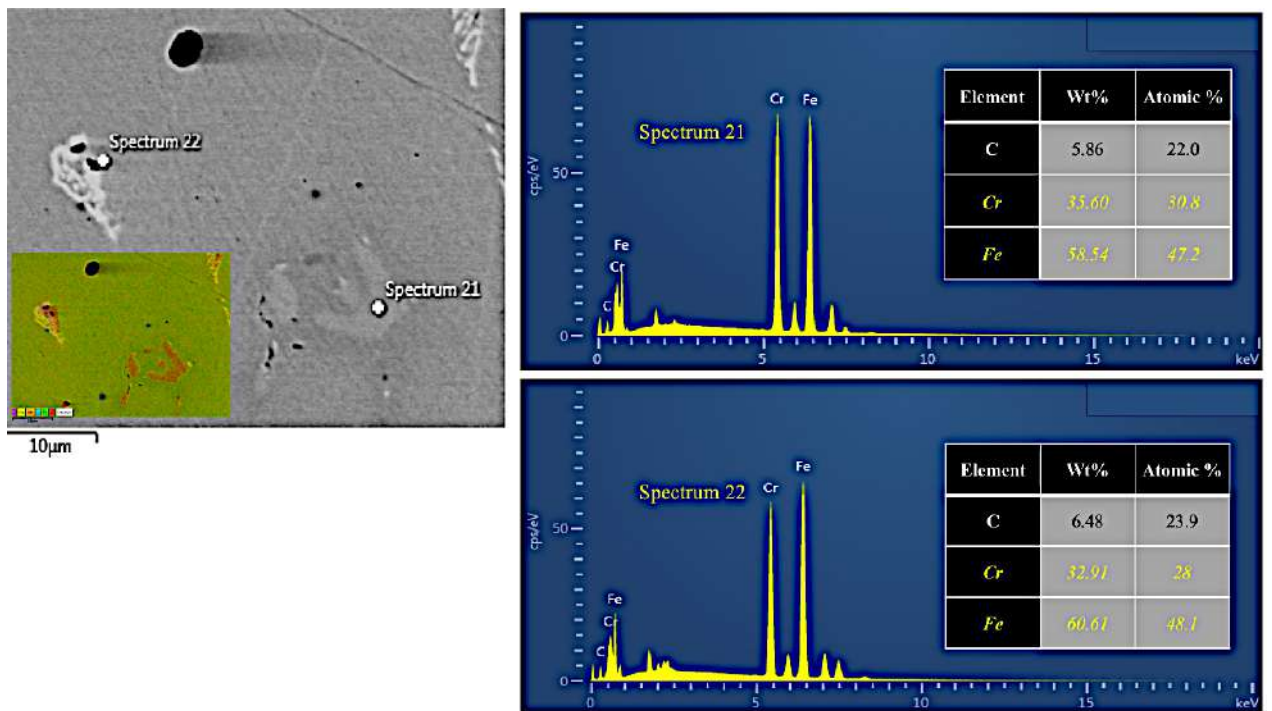 Spectrum 22
Spectrum 21
10μm
Cr Fe
Spectrum 21
cps/eV
50
Fe
Cr
C
0
0 5 10 15 keV
Element Wt% Atomic %
C 5.86 22.0
Cr 35.60 30.8
Fe 58.54 47.2
Fe
Cr
Spectrum 22
cps/eV
50
Fe
Cr
C
0
0 5 10 15 keV
Element Wt% Atomic %
C 6.48 23.9
Cr 32.91 28
Fe 60.61 48.1